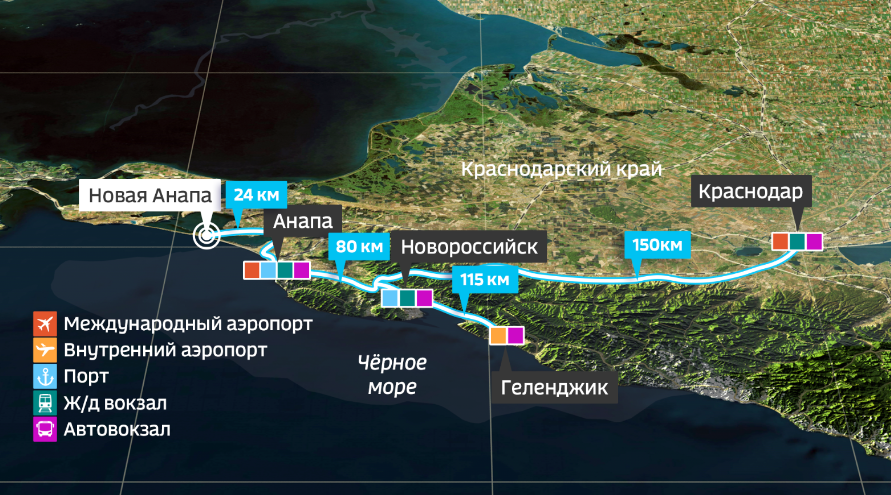 Краснодарский край
Новая Анапа
24 км
Краснодар
Анапа
80 км
Новороссийск
150км
115 км
Международный аэропорт
Внутренний аэропорт
Порт
Ж/д вокзал
Автовокзал
Чёрное
море
Геленджик